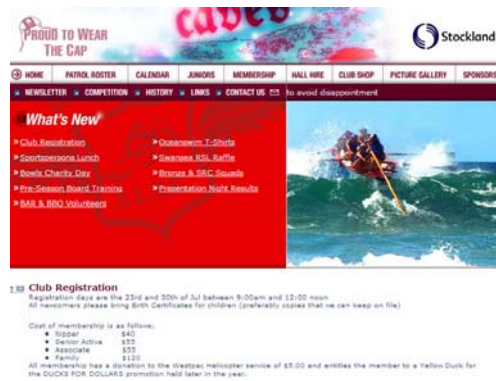 PROUD TO WEAR
THE CAP
caves
Stockland
HOME PATROL ROSTER CALENDAR JUNIORS MEMBERSHIP HALL HIRE CLUB SHOP PICTURE GALLERY SPONSORS
NEWSLETTER COMPETITION HISTORY LINKS CONTACT US to avoid disappointment
What's New
Club Registration
Sportspersons Lunch
Bowls Charity Day
Pre-Season Board Training
BAR & BBQ Volunteers
Oceanswim T-Shirts
Swansea RSL Raffle
Bronze & SRC Squads
Presentation Night Results
Club Registration
Registration days are the 23rd and 30th of Jul between 9:00am and 12:00 noon
All newcomers please bring Birth Certificates for children (preferably copies that we can keep on file)
Cost of membership is as follows:
Nipper $40
Senior Active $55
Associate $55
Family $120
All membership has a donation to the Westpac Helicopter service of $5.00 and entitles the member to a Yellow Duck for
the DUCKS FOR DOLLARS promotion held later in the year.